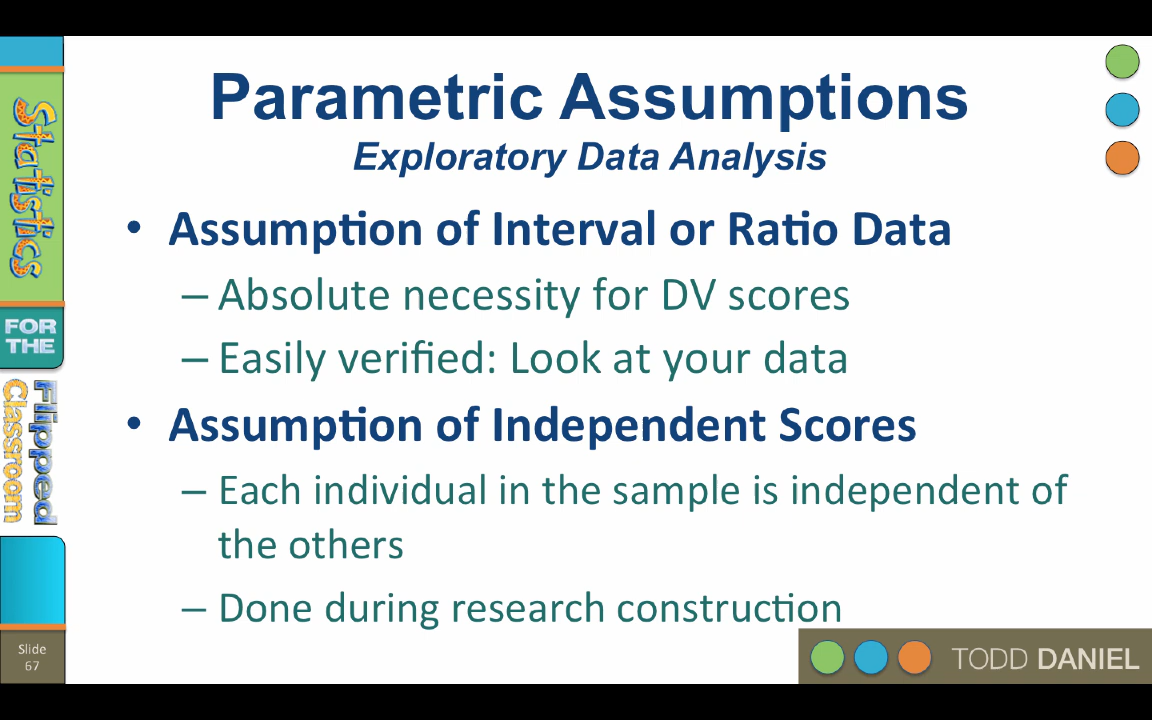 Parametric Assumptions
Exploratory Data Analysis
• Assumption of Interval or Ratio Data
– Absolute necessity for DV scores
– Easily verified: Look at your data
• Assumption of Independent Scores
– Each individual in the sample is independent of
the others
– Done during research construction
Statistics
FOR THE
Flipped
Classroom
Slide
67
TODD DANIEL